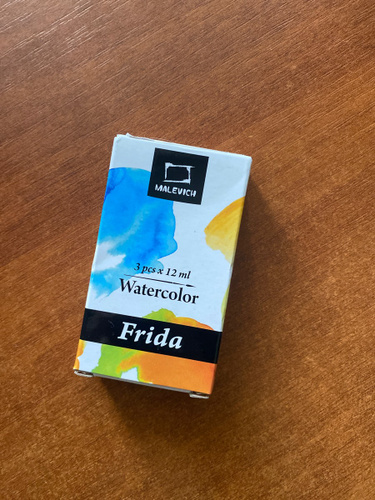 MALEVICH
3 pcs x 12 ml
Watercolor
Frida